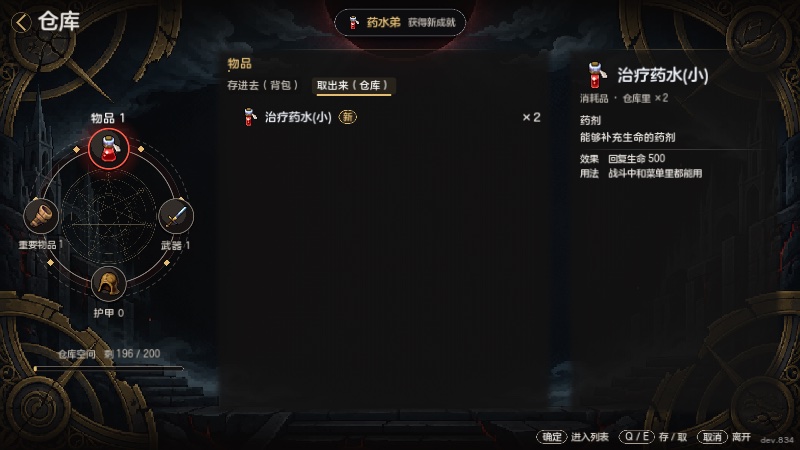 仓库
药水弟 获得新成就
物品 1
重要物品 1
武器 1
护甲 0
仓库空间 剩 196 / 200
物品
存进去（背包） 取出来（仓库）
治疗药水(小) 新 ×2
治疗药水(小)
消耗品 · 仓库里 ×2
药剂
能够补充生命的药剂
效果 回复生命 500
用法 战斗中和菜单里都能用
确定 进入列表 Q / E 存 / 取 取消 离开
dev.834